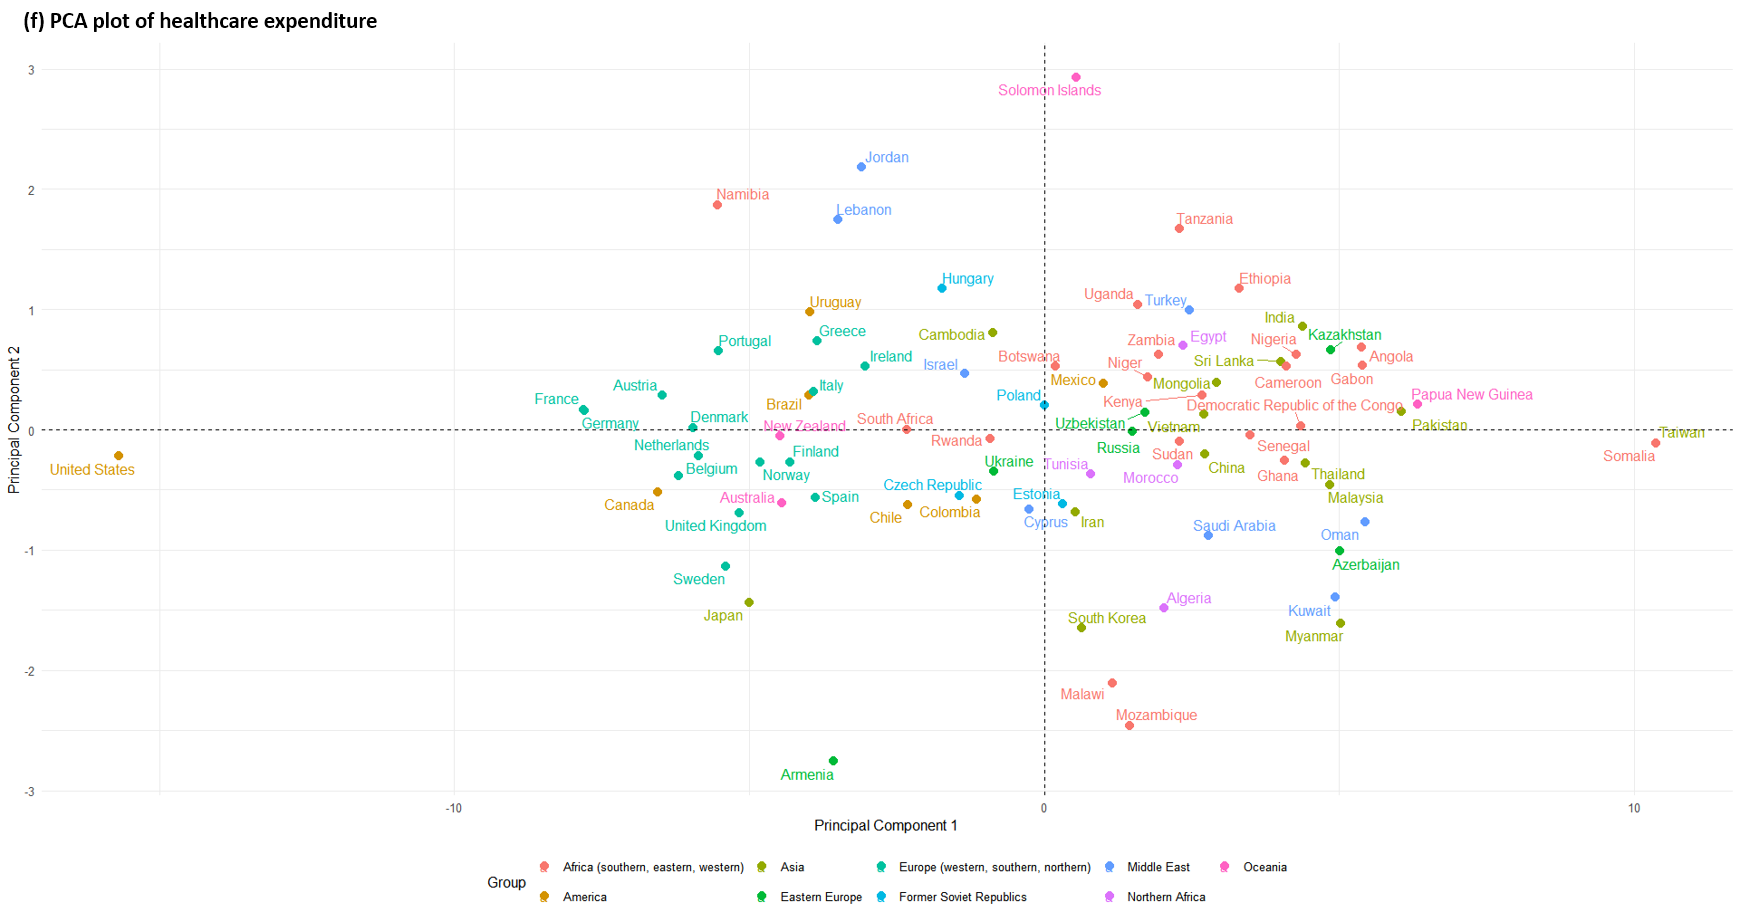 (f) PCA plot of healthcare expenditure
3
Solomon Islands
Jordan
2
Namibia
Lebanon
Tanzania
Hungary
Ethiopia
Uganda
Turkey
Uruguay
1
India
Greece
Cambodia
Kazakhstan
Portugal
Zambia
Egypt
Nigeria
Ireland
Botswana
Angola
Israel
Niger
Sri Lanka
Mexico
Mongolia
Cameroon
Gabon
Austria
Italy
Poland
Papua New Guinea
France
Brazil
Kenya
Democratic Republic of the Congo
Germany
Denmark
New Zealand
South Africa
Uzbekistan
Vietnam
Pakistan
0
Taiwan
Netherlands
Rwanda
Russia
Senegal
Finland
Sudan
Somalia
United States
Belgium
Norway
Ukraine
Tunisia
Morocco
China
Ghana
Thailand
Canada
Australia
Spain
Czech Republic
Estonia
Malaysia
United Kingdom
Chile
Colombia
Cyprus
Iran
Saudi Arabia
Oman
-1
Azerbaijan
Sweden
Japan
Algeria
Kuwait
South Korea
Myanmar
-2
Malawi
Mozambique
Armenia
-3
Principal Component 2
-10
0
10
Principal Component 1
Group
Africa (southern, eastern, western)
Asia
Europe (western, southern, northern)
Middle East
Oceania
America
Eastern Europe
Former Soviet Republics
Northern Africa